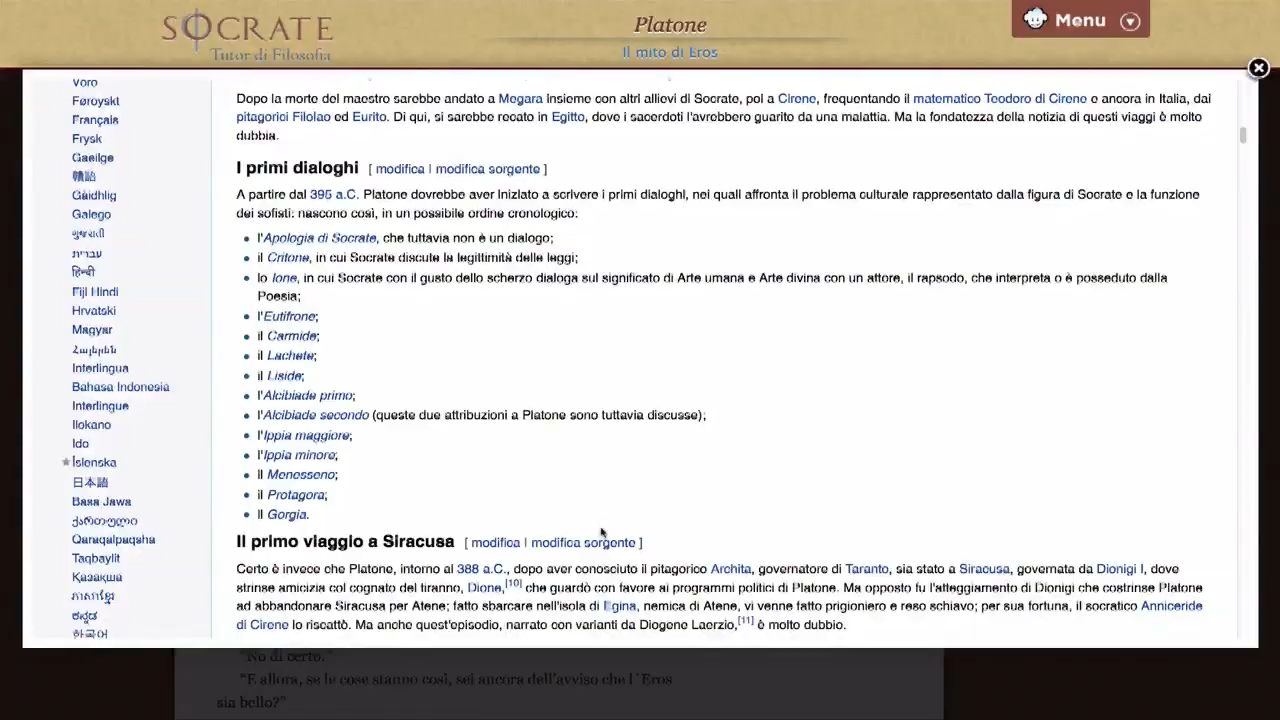 SOCRATE
Tutor di Filosofia
Platone
Il mito di Eros
Menu
Võro
Føroyskt
Français
Frysk
Gaeilge
贛語
Gàidhlig
Galego
ગુજરાતી
עברית
हिन्दी
Fiji Hindi
Hrvatski
Magyar
Հայերեն
Interlingua
Bahasa Indonesia
Interlingue
Ilokano
Ido
Íslenska
日本語
Basa Jawa
ქართული
Qaraqalpaqsha
Taqbaylit
Қазақша
ភាសាខ្មែរ
ಕನ್ನಡ
한국어
Dopo la morte del maestro sarebbe andato a Megara insieme con altri allievi di Socrate, poi a Cirene, frequentando il matematico Teodoro di Cirene e ancora in Italia, dai
pitagorici Filolao ed Eurito. Di qui, si sarebbe recato in Egitto, dove i sacerdoti l'avrebbero guarito da una malattia. Ma la fondatezza della notizia di questi viaggi è molto
dubbia.
I primi dialoghi [ modifica | modifica sorgente ]
A partire dal 395 a.C. Platone dovrebbe aver iniziato a scrivere i primi dialoghi, nei quali affronta il problema culturale rappresentato dalla figura di Socrate e la funzione
dei sofisti: nascono così, in un possibile ordine cronologico:
l'Apologia di Socrate, che tuttavia non è un dialogo;
il Critone, in cui Socrate discute la legittimità delle leggi;
lo Ione, in cui Socrate con il gusto dello scherzo dialoga sul significato di Arte umana e Arte divina con un attore, il rapsodo, che interpreta o è posseduto dalla
Poesia;
l'Eutifrone;
il Carmide;
il Lachete;
il Liside;
l'Alcibiade primo;
l'Alcibiade secondo (queste due attribuzioni a Platone sono tuttavia discusse);
l'Ippia maggiore;
l'Ippia minore;
il Menesseno;
il Protagora;
il Gorgia.
Il primo viaggio a Siracusa [ modifica | modifica sorgente ]
Certo è invece che Platone, intorno al 388 a.C., dopo aver conosciuto il pitagorico Archita, governatore di Taranto, sia stato a Siracusa, governata da Dionigi I, dove
strinse amicizia col cognato del tiranno, Dione,[10] che guardò con favore ai programmi politici di Platone. Ma opposto fu l'atteggiamento di Dionigi che costrinse Platone
ad abbandonare Siracusa per Atene; fatto sbarcare nell'isola di Egina, nemica di Atene, vi venne fatto prigioniero e reso schiavo; per sua fortuna, il socratico Anniceride
di Cirene lo riscattò. Ma anche quest'episodio, narrato con varianti da Diogene Laerzio,[11] è molto dubbio.
"No di certo."
"E allora, se le cose stanno così, sei ancora dell'avviso che l`Eros
sia bello?"